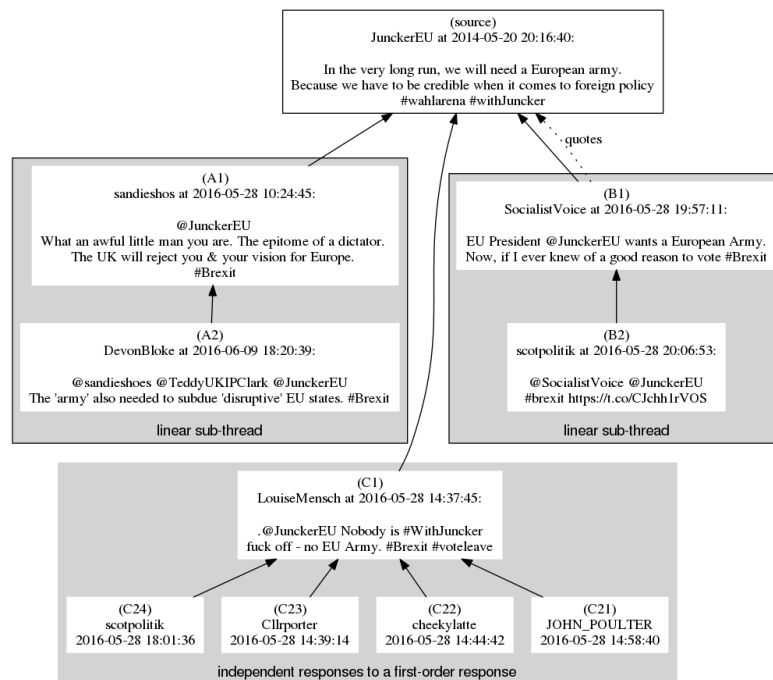 (source)
JunckerEU at 2014-05-20 20:16:40:
In the very long run, we will need a European army.
Because we have to be credible when it comes to foreign policy
#wahlarena #withJuncker
quotes
(A1)
sandieshos at 2016-05-28 10:24:45:
@JunckerEU
What an awful little man you are. The epitome of a dictator.
The UK will reject you & your vision for Europe.
#Brexit
(A2)
DevonBloke at 2016-06-09 18:20:39:
@sandieshoes @TeddyUKIPClark @JunckerEU
The 'army' also needed to subdue 'disruptive' EU states. #Brexit
linear sub-thread
(B1)
SocialistVoice at 2016-05-28 19:57:11:
EU President @JunckerEU wants a European Army.
Now, if I ever knew of a good reason to vote #Brexit
(B2)
scotpolitik at 2016-05-28 20:06:53:
@SocialistVoice @JunckerEU
#brexit https://t.co/CJchh1rVOS
linear sub-thread
(C1)
LouiseMensch at 2016-05-28 14:37:45:
.@JunckerEU Nobody is #WithJuncker
fuck off - no EU Army. #Brexit #voteleave
(C24)
scotpolitik
2016-05-28 18:01:36
(C23)
Cllrporter
2016-05-28 14:39:14
(C22)
cheekylatte
2016-05-28 14:44:42
(C21)
JOHN_POULTER
2016-05-28 14:58:40
independent responses to a first-order response